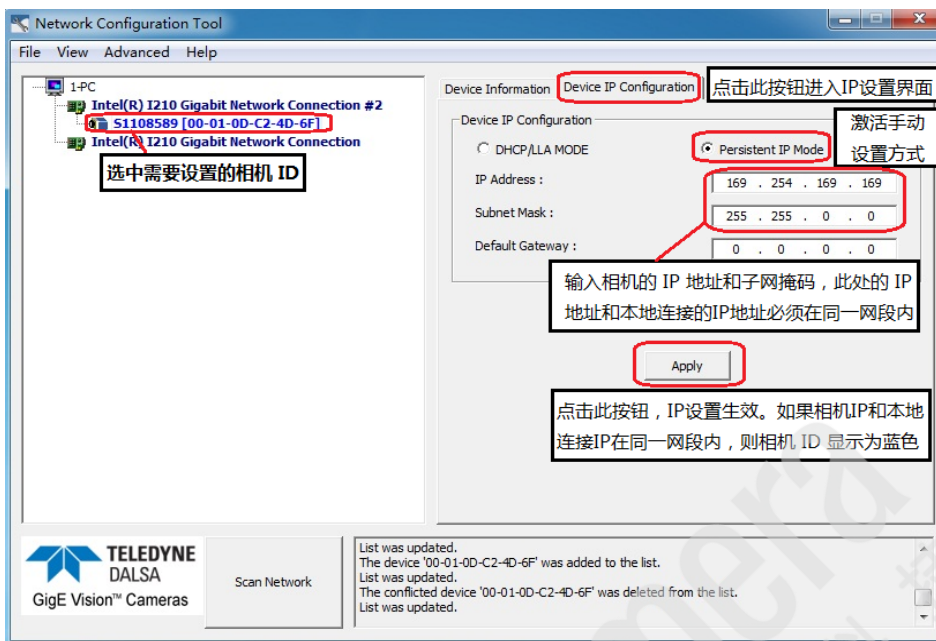 Network Configuration Tool
File View Advanced Help
1-PC
Intel(R) I210 Gigabit Network Connection #2
S1108589 [00-01-0D-C2-4D-6F]
Intel(R) I210 Gigabit Network Connection
选中需要设置的相机 ID
Device Information Device IP Configuration
点击此按钮进入IP设置界面
Device IP Configuration
激活手动
设置方式
DHCP/LLA MODE Persistent IP Mode
IP Address : 169 . 254 . 169 . 169
Subnet Mask : 255 . 255 . 0 . 0
Default Gateway : 0 . 0 . 0 . 0
输入相机的 IP 地址和子网掩码，此处的 IP
地址和本地连接的IP地址必须在同一网段内
Apply
点击此按钮，IP设置生效。如果相机IP和本地
连接IP在同一网段内，则相机 ID 显示为蓝色
TELEDYNE
DALSA
GigE Vision™ Cameras
Scan Network
List was updated.
The device '00-01-0D-C2-4D-6F' was added to the list.
List was updated.
The conflicted device '00-01-0D-C2-4D-6F' was deleted from the list.
List was updated.